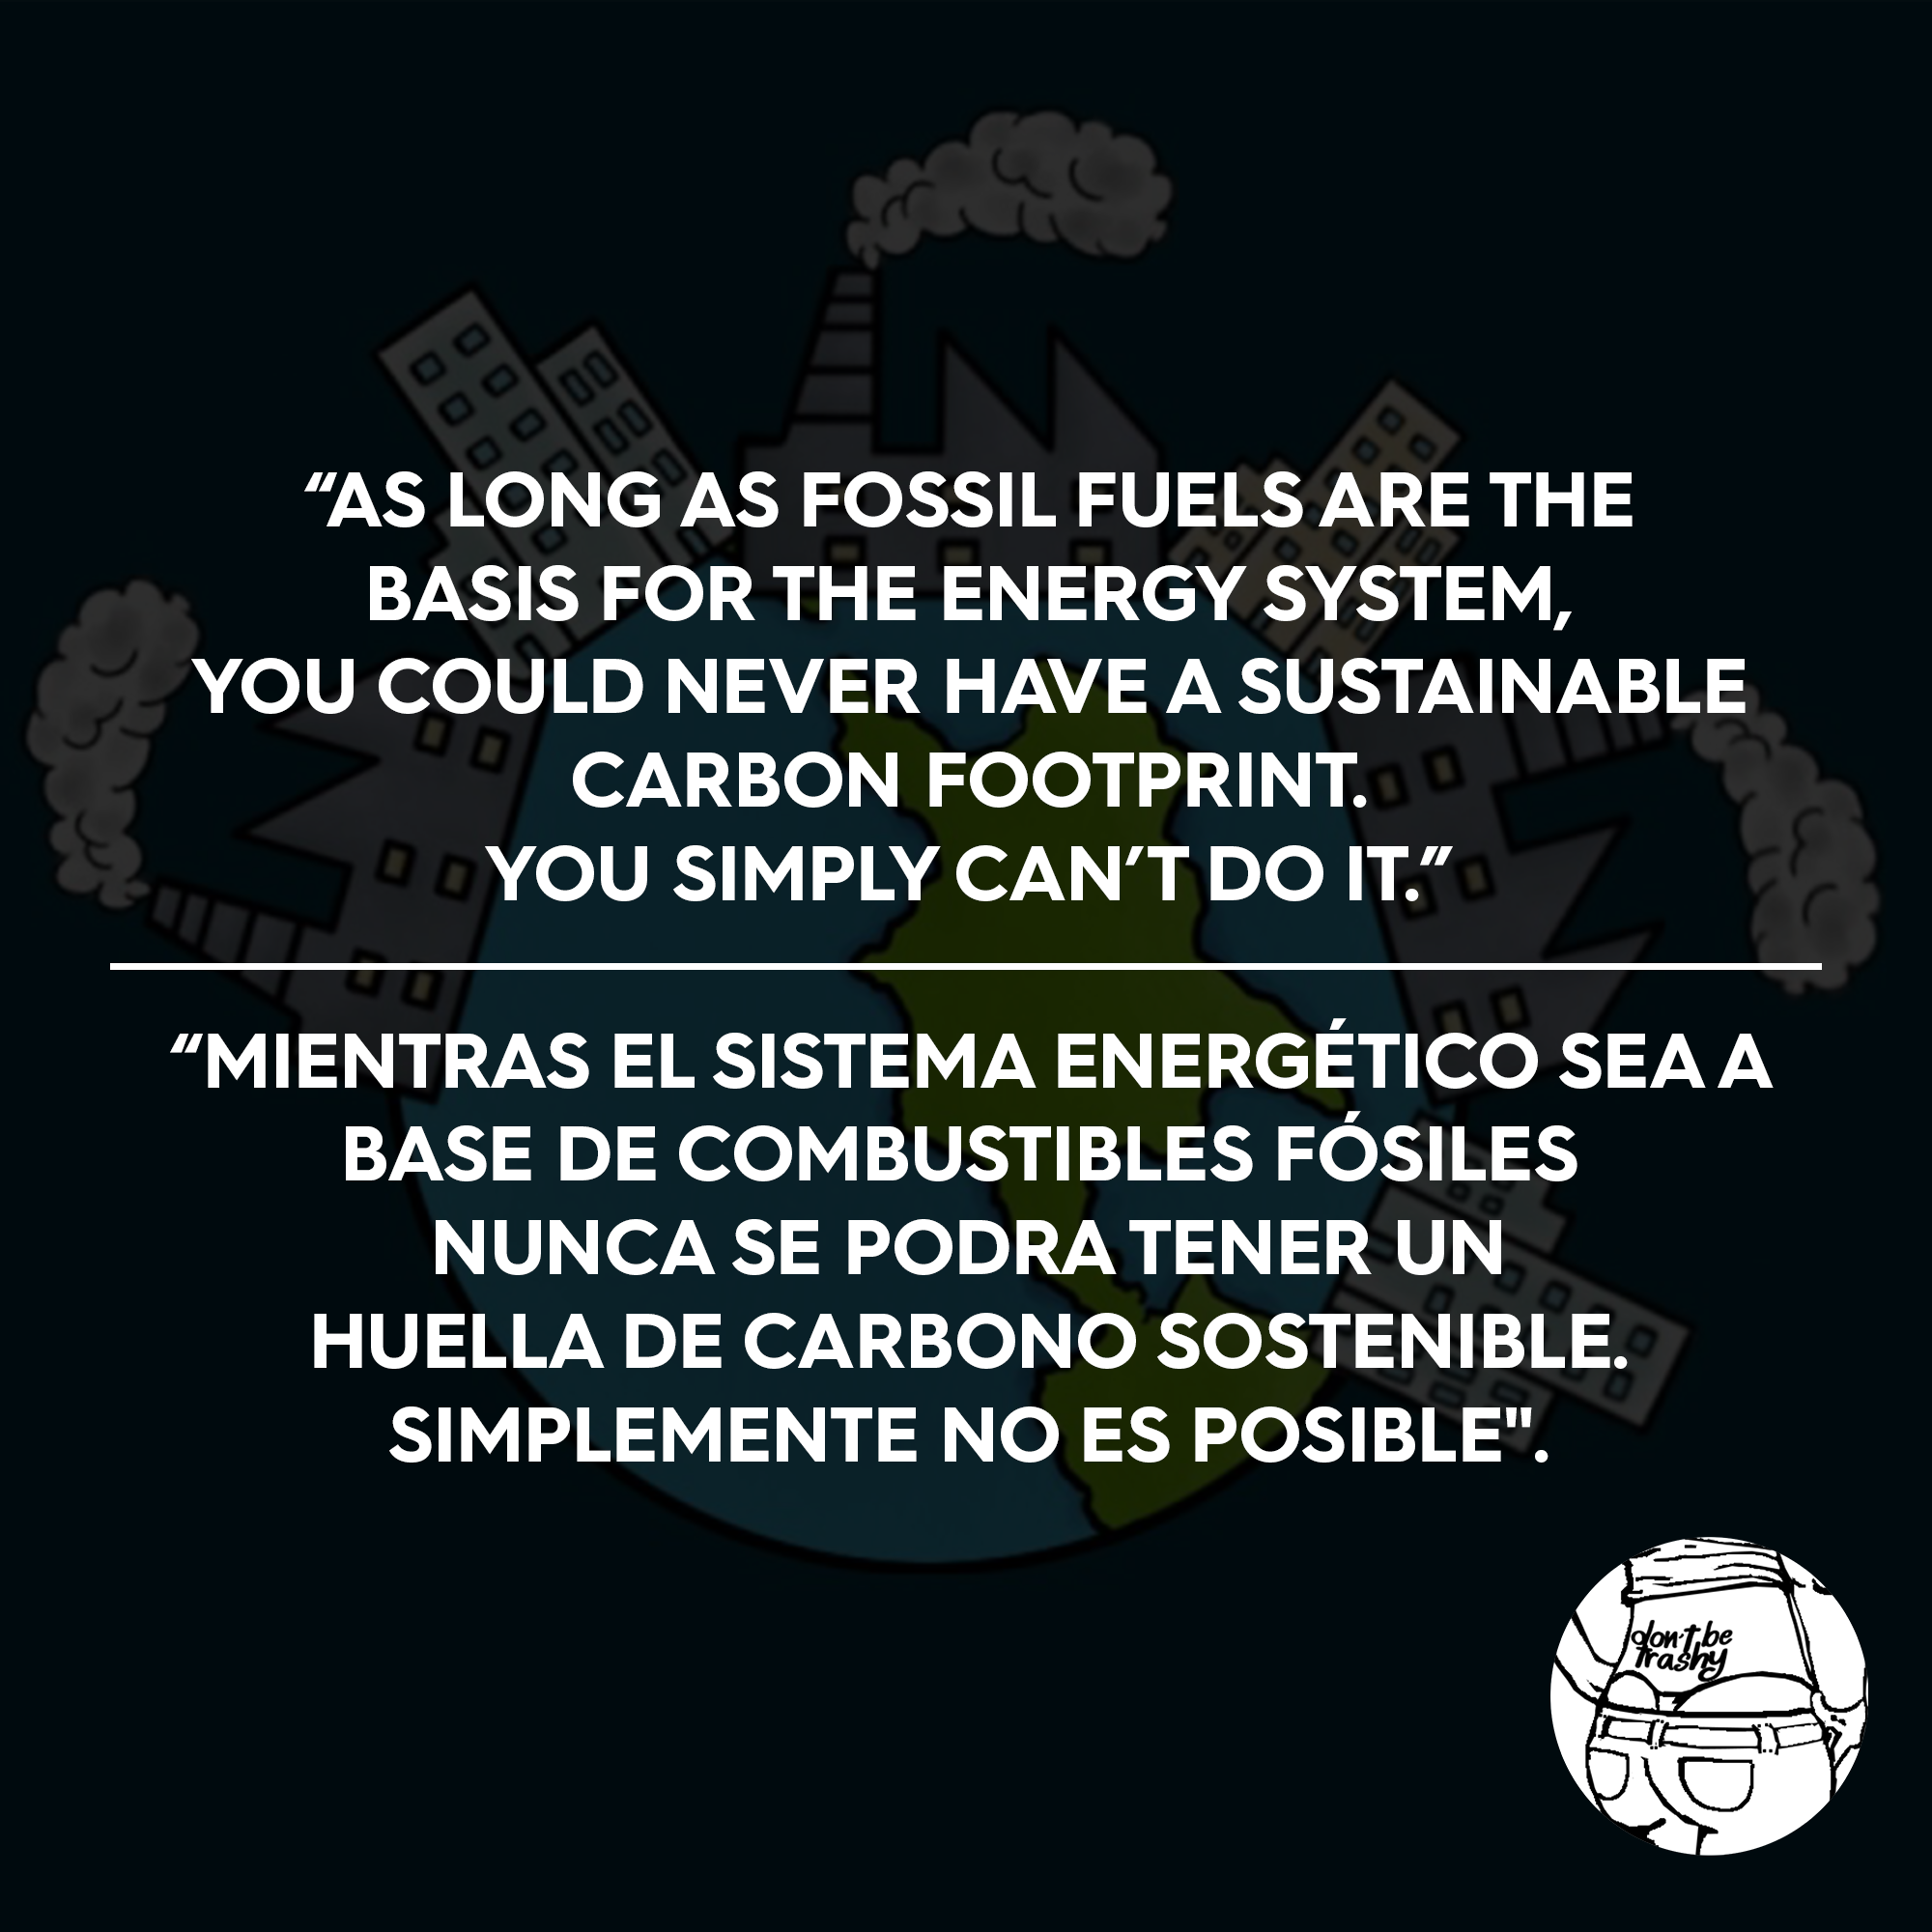 “AS LONG AS FOSSIL FUELS ARE THE
BASIS FOR THE ENERGY SYSTEM,
YOU COULD NEVER HAVE A SUSTAINABLE
CARBON FOOTPRINT.
YOU SIMPLY CAN’T DO IT.”
“MIENTRAS EL SISTEMA ENERGÉTICO SEA A
BASE DE COMBUSTIBLES FÓSILES
NUNCA SE PODRA TENER UN
HUELLA DE CARBONO SOSTENIBLE.
SIMPLEMENTE NO ES POSIBLE".
don't be
trashy